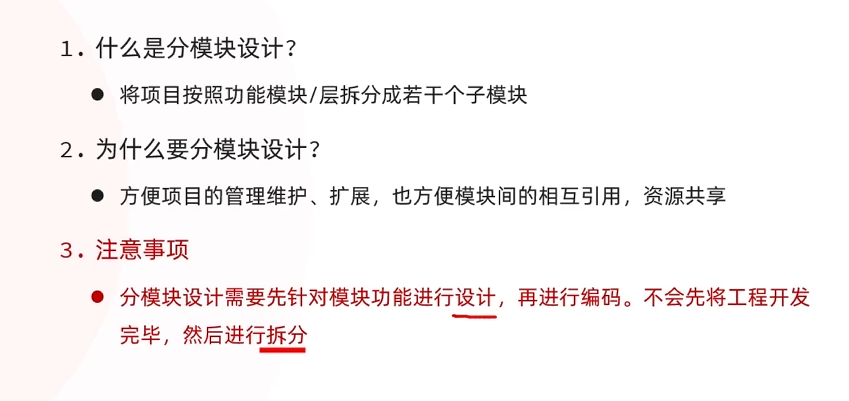 1. 什么是分模块设计？
● 将项目按照功能模块/层拆分成若干个子模块
2. 为什么要分模块设计？
● 方便项目的管理维护、扩展，也方便模块间的相互引用，资源共享
3. 注意事项
● 分模块设计需要先针对模块功能进行设计，再进行编码。不会先将工程开发
完毕，然后进行拆分